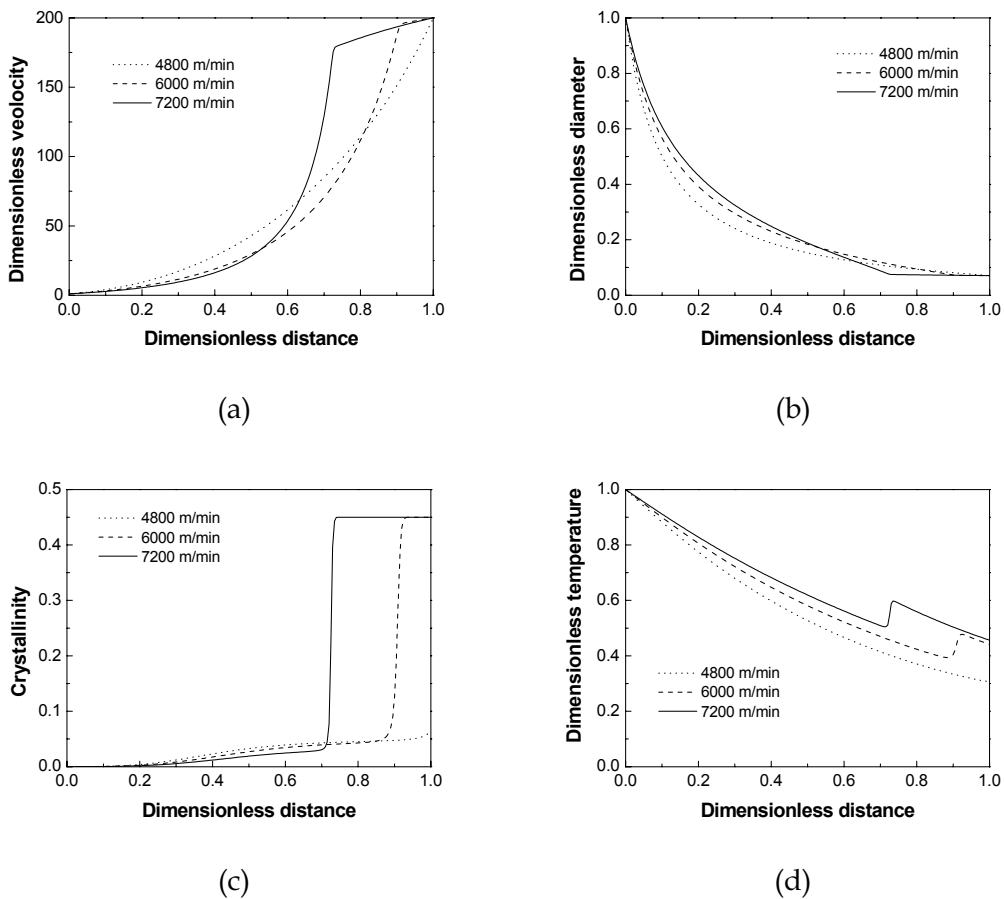 200
150
100
50
0
Dimensionless veolocity
4800 m/min
6000 m/min
7200 m/min
0.0 0.2 0.4 0.6 0.8 1.0
Dimensionless distance
(a)
1.0
0.8
0.6
0.4
0.2
0.0
Dimensionless diameter
4800 m/min
6000 m/min
7200 m/min
0.0 0.2 0.4 0.6 0.8 1.0
Dimensionless distance
(b)
0.5
0.4
0.3
0.2
0.1
0.0
Crystallinity
4800 m/min
6000 m/min
7200 m/min
0.0 0.2 0.4 0.6 0.8 1.0
Dimensionless distance
(c)
1.0
0.8
0.6
0.4
0.2
0.0
Dimensionless temperature
4800 m/min
6000 m/min
7200 m/min
0.0 0.2 0.4 0.6 0.8 1.0
Dimensionless distance
(d)